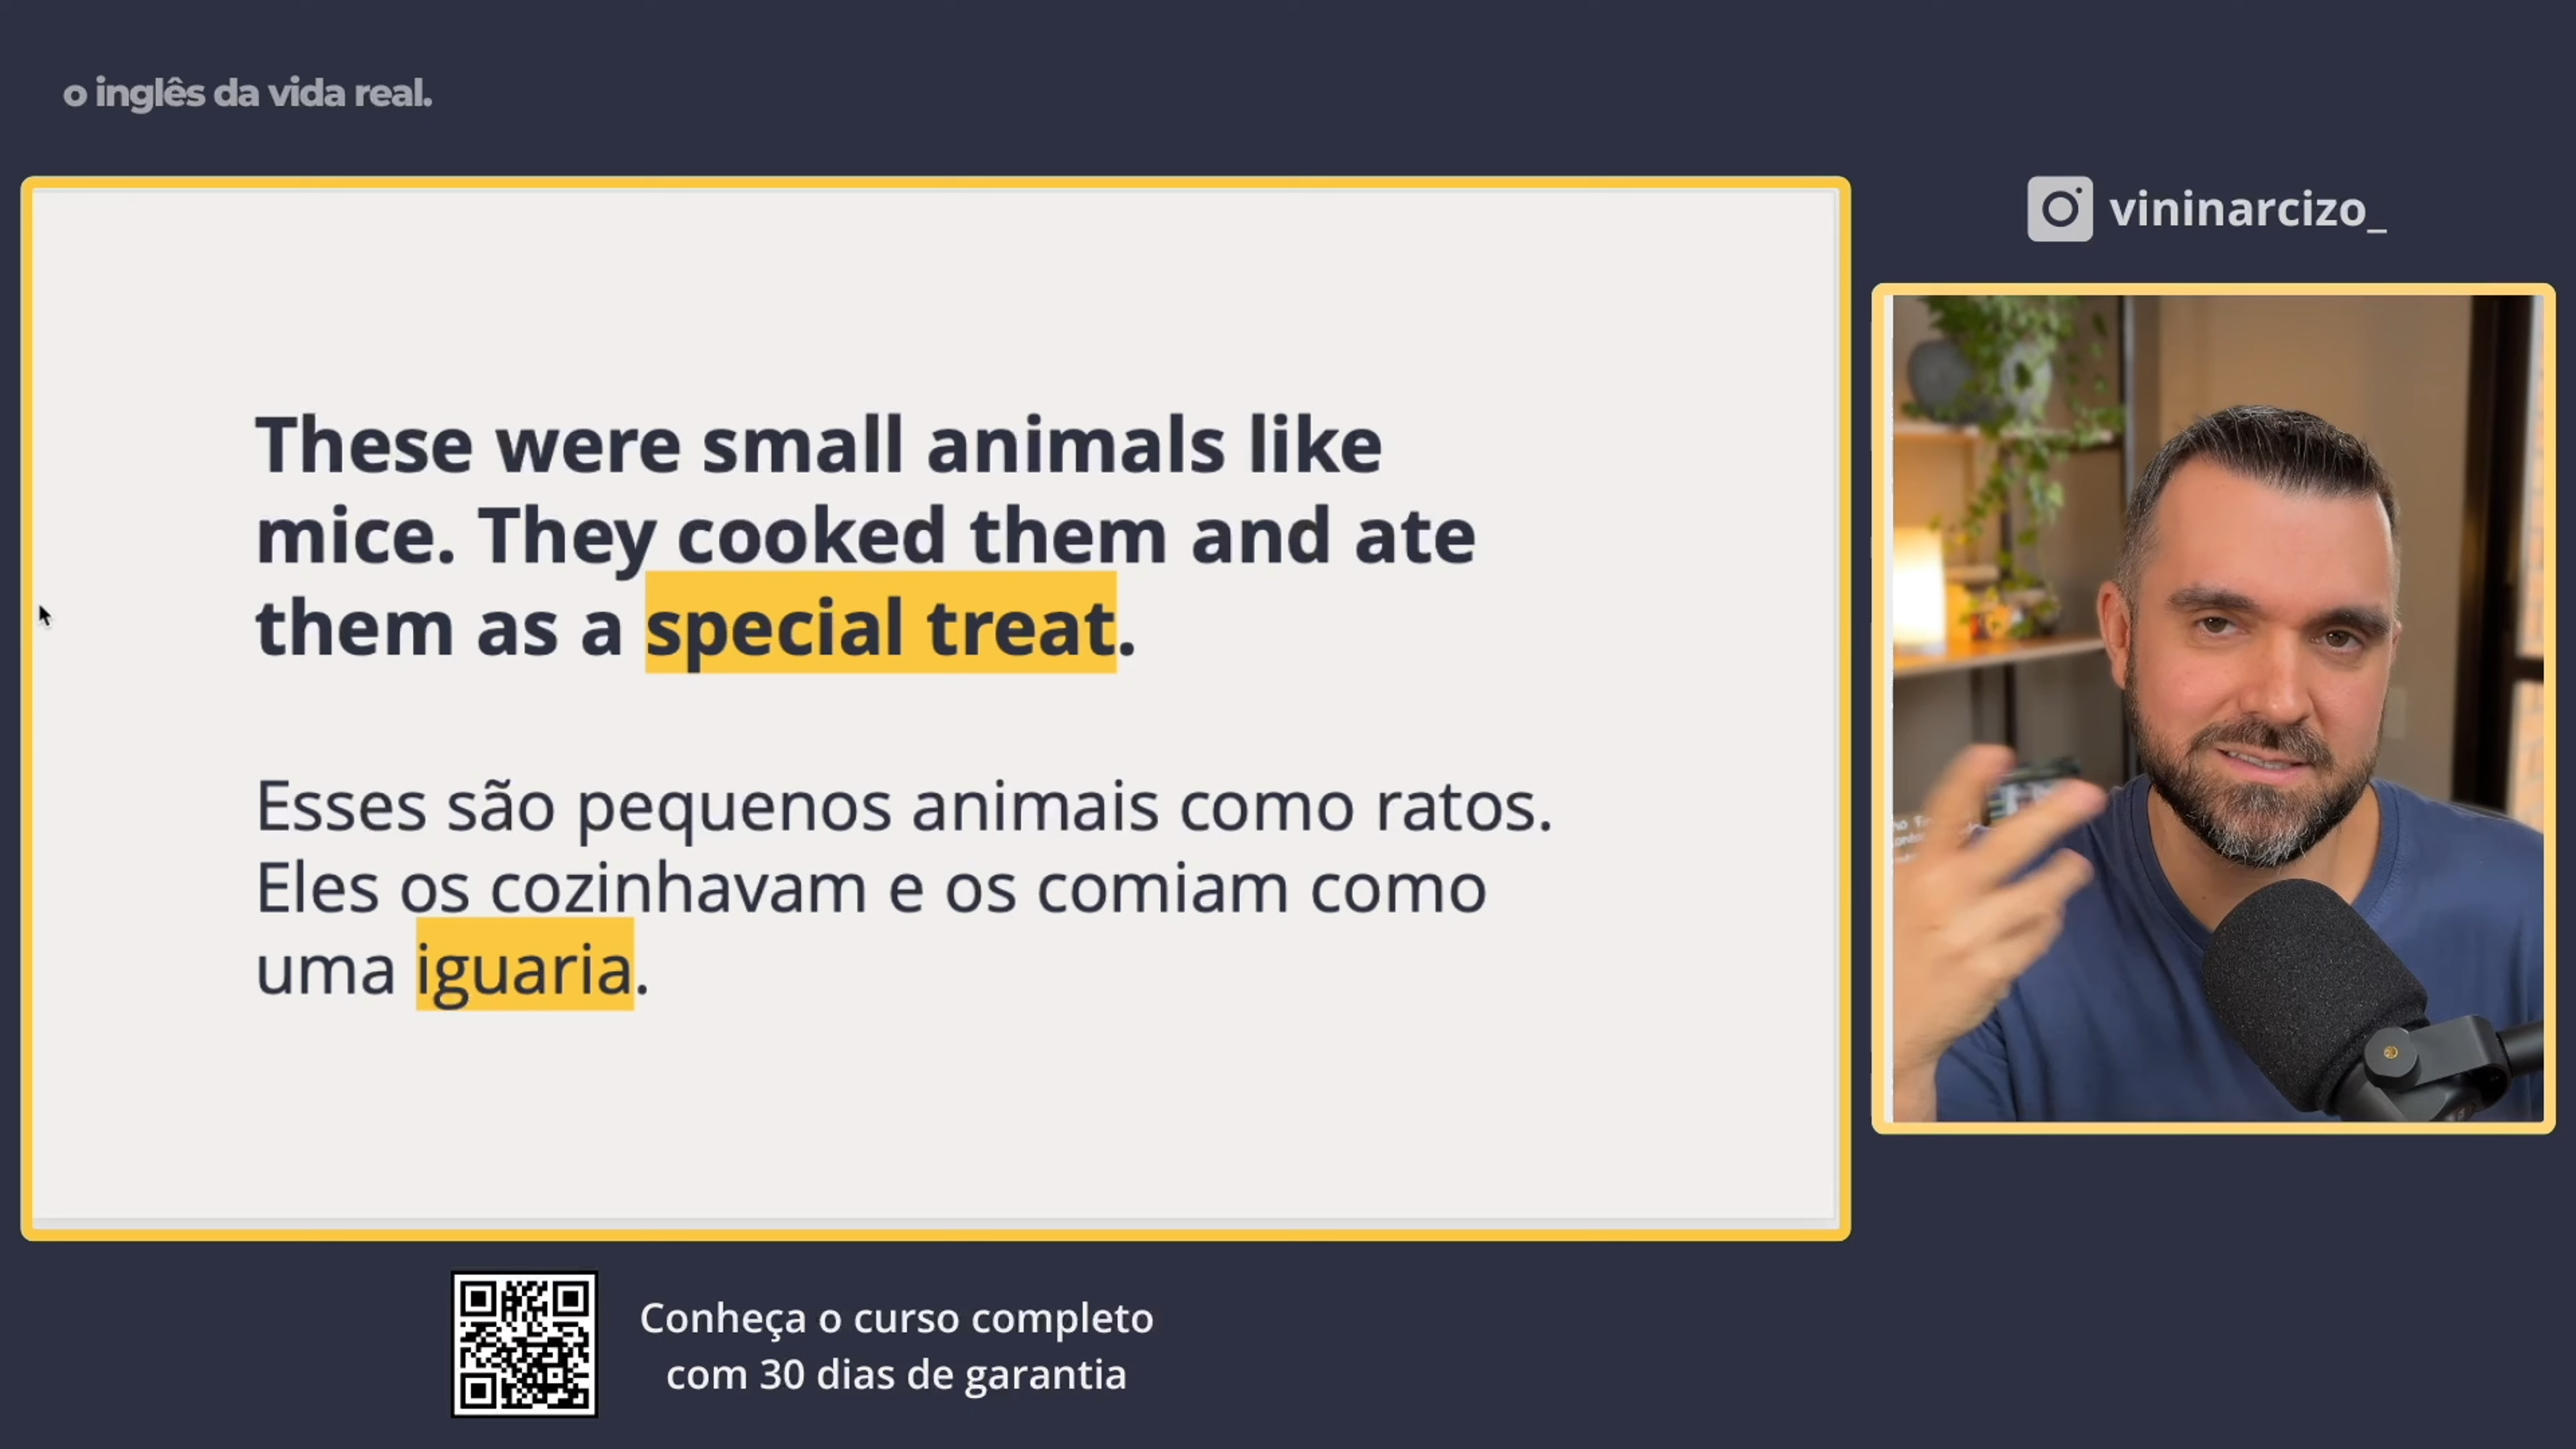 o inglês da vida real.
vininarcizo_
These were small animals like
mice. They cooked them and ate
them as a special treat.
Esses são pequenos animais como ratos.
Eles os cozinhavam e os comiam como
uma iguaria.
Conheça o curso completo
com 30 dias de garantia